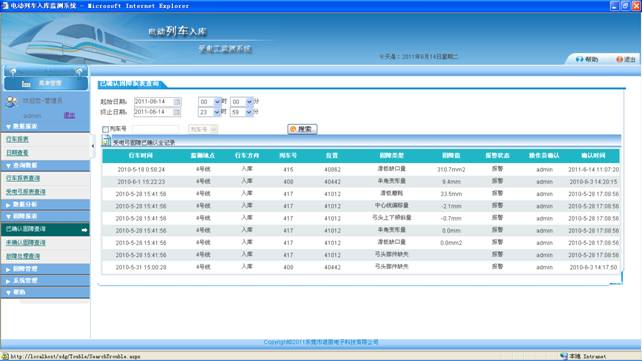 电动列车入库监测系统 - Microsoft Internet Explorer
电动列车入库
受电弓监测系统
今天是：2011年6月14日星期二
帮助 退出
菜单管理
欢迎您-管理员
admin 退出
数据报表
行车报表
日期查看
查询数据
行车报表查询
受电弓报表查询
数据分析
故障报表
已确认故障查询
未确认故障查询
故障处理查询
故障管理
系统管理
帮助
已确认故障报表查询
起始日期： 2011-06-14 00 时 00 分
终止日期： 2011-06-14 23 时 59 分
列车号 列车号 搜索
受电弓故障已确认全记录
行车时间 监测地点 行车方向 列车号 位置 故障类型 故障值 报警状态 操作员确认 确认时间
2010-5-18 0:58:24 4号线 入库 415 40862 滑板缺口量 310.7mm2 报警 admin 2011-6-14 11:07:20
2010-6-1 15:22:23 4号线 入库 408 40442 羊角变形量 9.4mm 报警 admin 2010-6-3 14:20:15
2010-5-28 15:41:56 4号线 入库 417 41012 滑板磨耗 33.5mm 报警 admin 2010-5-28 17:08:56
2010-5-28 15:41:56 4号线 入库 417 41012 中心线偏移量 -2.1mm 报警 admin 2010-5-28 17:08:56
2010-5-28 15:41:56 4号线 入库 417 41012 弓头上下倾斜量 -0.7mm 报警 admin 2010-5-28 17:08:56
2010-5-28 15:41:56 4号线 入库 417 41012 羊角变形量 0.0mm 报警 admin 2010-5-28 17:08:56
2010-5-28 15:41:56 4号线 入库 417 41012 滑板缺口量 0.0mm2 报警 admin 2010-5-28 17:08:56
2010-5-28 15:41:56 4号线 入库 417 41012 弓头部件缺失 报警 admin 2010-5-28 17:08:56
2010-5-31 15:00:28 4号线 入库 408 40442 弓头部件缺失 报警 admin 2010-6-3 14:17:50
Copyright©2011东莞市诺丽电子科技有限公司
http://localhost/sdg/Touble/SearchTrouble.aspx 本地 Intranet